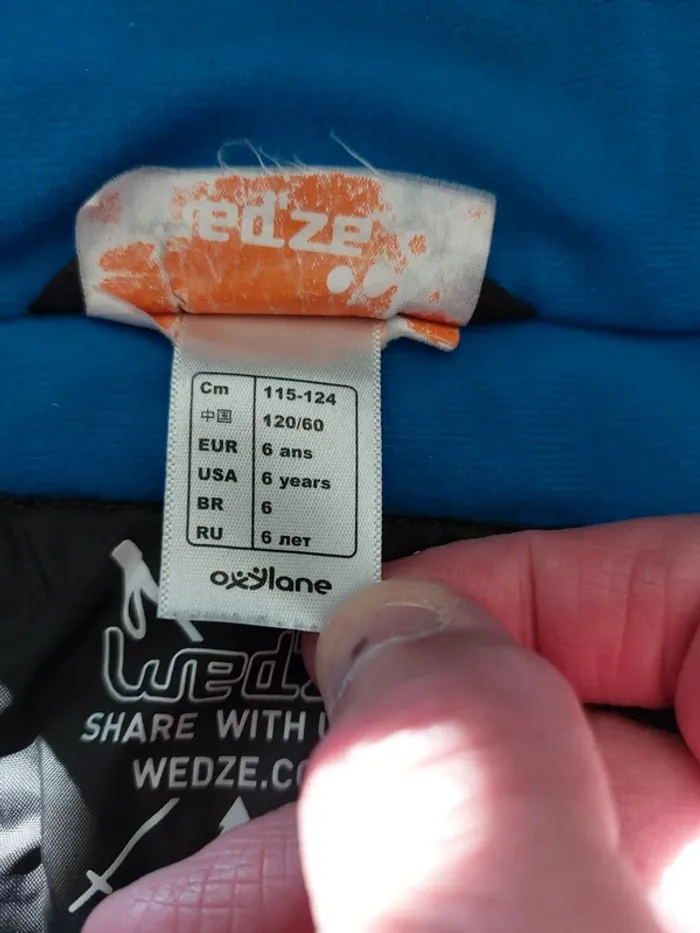 ed'ze
Cm 115-124
中国 120/60
EUR 6 ans
USA 6 years
BR 6
RU 6 лет
oxylane
wed'z
SHARE WITH
WEDZE.CO